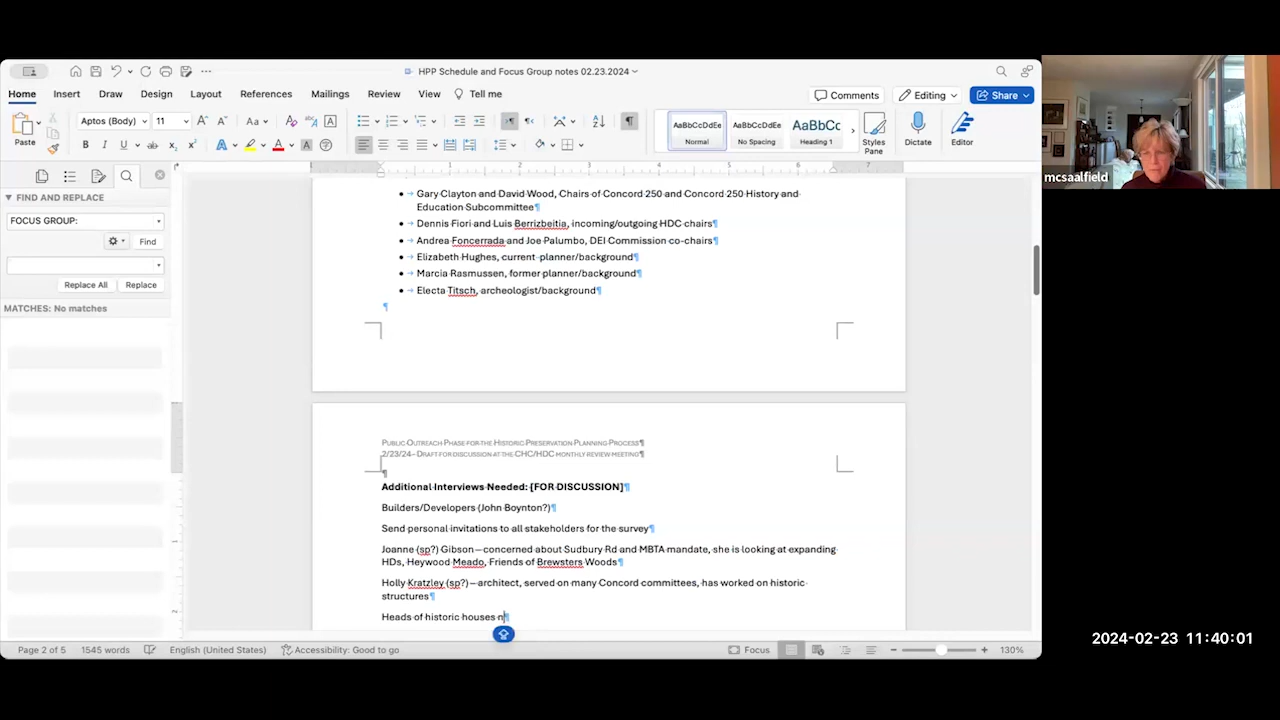 HPP Schedule and Focus Group notes 02.23.2024
Home Insert Draw Design Layout References Mailings Review View Tell me
Comments Editing Share
Paste
Aptos (Body) 11
AaBbCcDdEe AaBbCcDdEe AaBbCc
Normal No Spacing Heading 1
Styles Pane
Dictate
Editor
1 2 3 4 5 6 7
FIND AND REPLACE
FOCUS GROUP:
Find
Replace All Replace
MATCHES: No matches
• Gary Clayton and David Wood, Chairs of Concord 250 and Concord 250 History and
Education Subcommittee¶
• Dennis Fiori and Luis Berrizbeitia, incoming/outgoing HDC chairs¶
• Andrea Foncerrada and Joe Palumbo, DEI Commission co-chairs¶
• Elizabeth Hughes, current planner/background¶
• Marcia Rasmussen, former planner/background¶
• Electa Titsch, archeologist/background¶
¶
Public Outreach Phase for the Historic Preservation Planning Process¶
2/23/24– Draft for discussion at the CHC/HDC monthly review meeting¶
¶
Additional Interviews Needed: [FOR DISCUSSION]¶
Builders/Developers (John Boynton?)¶
Send personal invitations to all stakeholders for the survey¶
Joanne (sp?) Gibson – concerned about Sudbury Rd and MBTA mandate, she is looking at expanding
HDs, Heywood Meado, Friends of Brewsters Woods¶
Holly Kratzley (sp?) – architect, served on many Concord committees, has worked on historic
structures¶
Heads of historic houses n¶
Page 2 of 5 1545 words English (United States) Accessibility: Good to go Focus 130%
mcsaalfield
2024-02-23 11:40:01